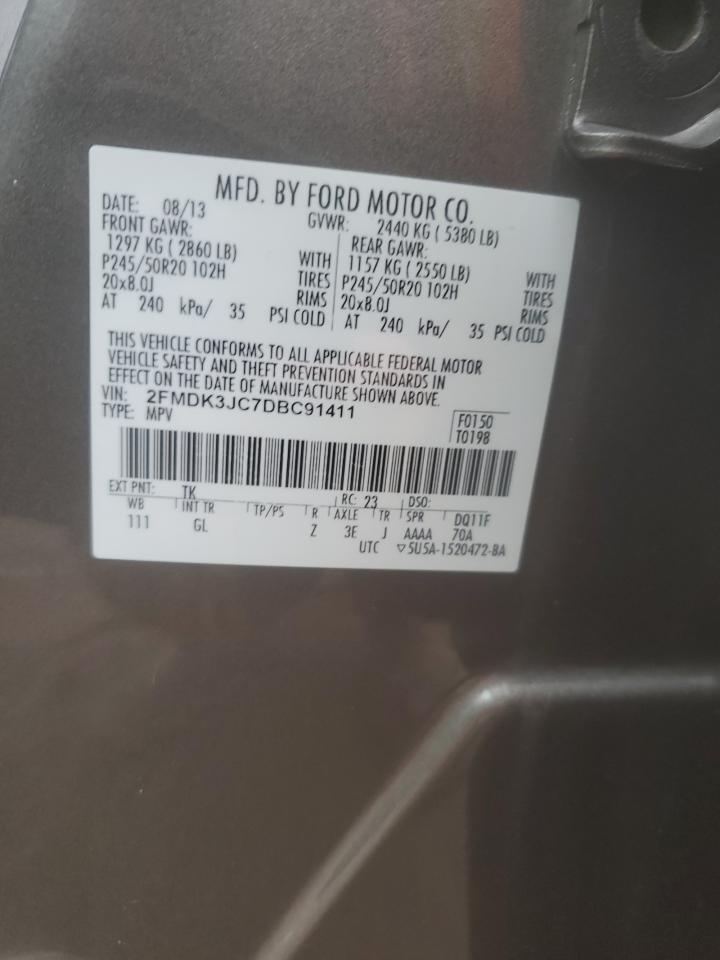 MFD. BY FORD MOTOR CO.
DATE: 08/13 GVWR: 2440 KG ( 5380 LB)
FRONT GAWR: REAR GAWR:
1297 KG ( 2860 LB) WITH 1157 KG ( 2550 LB) WITH
P245/50R20 102H TIRES P245/50R20 102H TIRES
20x8.0J RIMS 20x8.0J RIMS
AT 240 kPa/ 35 PSI COLD AT 240 kPa/ 35 PSI COLD
THIS VEHICLE CONFORMS TO ALL APPLICABLE FEDERAL MOTOR
VEHICLE SAFETY AND THEFT PREVENTION STANDARDS IN
EFFECT ON THE DATE OF MANUFACTURE SHOWN ABOVE.
VIN: 2FMDK3JC7DBC91411
TYPE: MPV F0150
T0198
EXT PNT: TK RC: 23 DSO:
WB INT TR TP/PS R AXLE TR SPR DQ11F
111 GL Z 3E J AAAA 70A
UTC ▽5U5A-1520472-BA